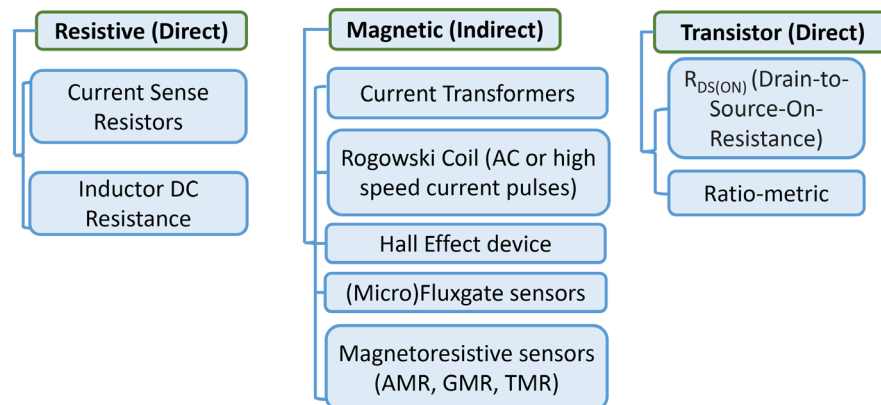 Resistive (Direct)
Current Sense
Resistors
Inductor DC
Resistance
Magnetic (Indirect)
Current Transformers
Rogowski Coil (AC or high
speed current pulses)
Hall Effect device
(Micro)Fluxgate sensors
Magnetoresistive sensors
(AMR, GMR, TMR)
Transistor (Direct)
RDS(ON) (Drain-to-
Source-On-
Resistance)
Ratio-metric